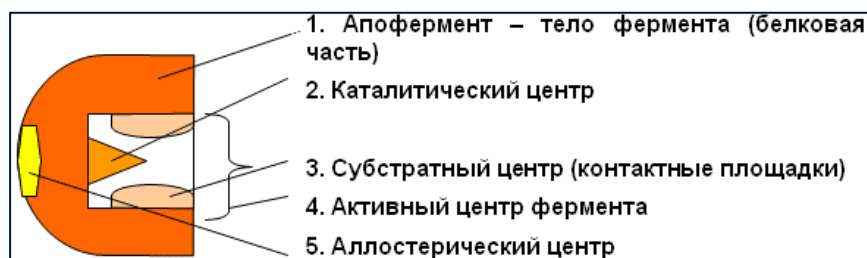 1. Апофермент – тело фермента (белковая
часть)
2. Каталитический центр
3. Субстратный центр (контактные площадки)
4. Активный центр фермента
5. Аллостерический центр